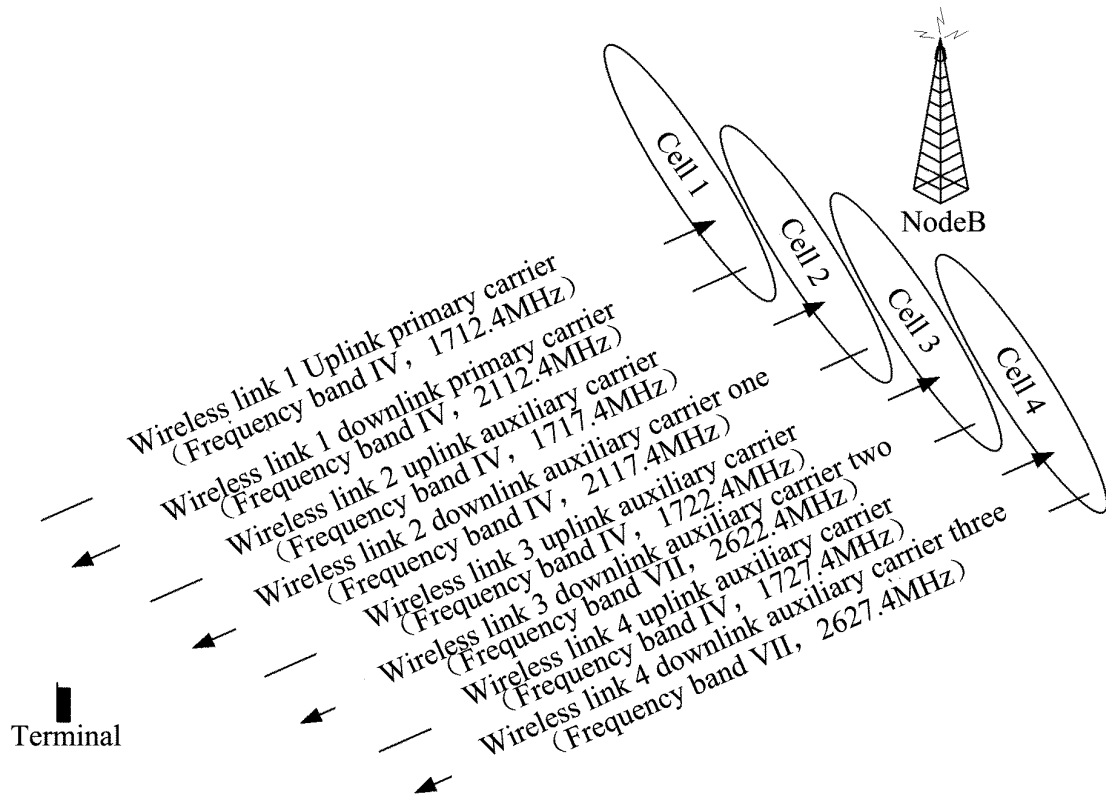 Cell 1
Cell 2
Cell 3
Cell 4
NodeB
Wireless link 1 Uplink primary carrier
(Frequency band IV, 1712.4MHz)
Wireless link 1 downlink primary carrier
(Frequency band IV, 2112.4MHz)
Wireless link 2 uplink auxiliary carrier
(Frequency band IV, 1717.4MHz)
Wireless link 2 downlink auxiliary carrier one
(Frequency band IV, 2117.4MHz)
Wireless link 3 uplink auxiliary carrier
(Frequency band IV, 1722.4MHz)
Wireless link 3 downlink auxiliary carrier two
(Frequency band VII, 2622.4MHz)
Wireless link 4 uplink auxiliary carrier
(Frequency band IV, 1727.4MHz)
Wireless link 4 downlink auxiliary carrier three
(Frequency band VII, 2627.4MHz)
Terminal